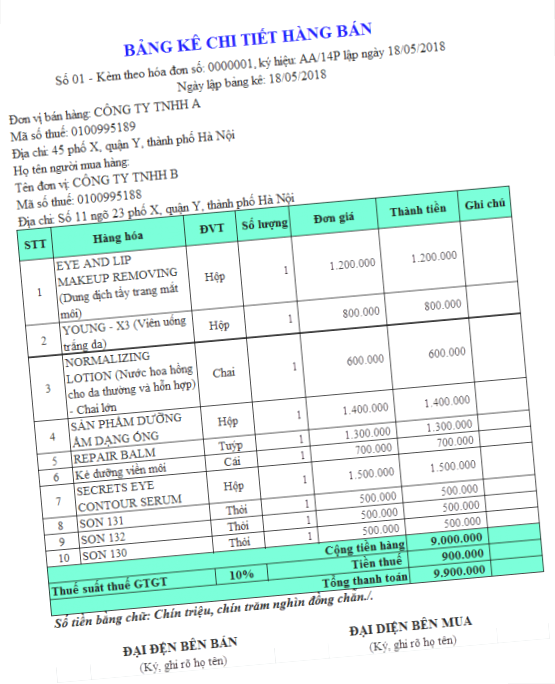 BẢNG KÊ CHI TIẾT HÀNG BÁN
Số 01 - Kèm theo hóa đơn số: 0000001, ký hiệu: AA/14P lập ngày 18/05/2018
Ngày lập bảng kê: 18/05/2018
Đơn vị bán hàng: CÔNG TY TNHH A
Mã số thuế: 0100995189
Địa chỉ: 45 phố X, quận Y, thành phố Hà Nội
Họ tên người mua hàng:
Tên đơn vị: CÔNG TY TNHH B
Mã số thuế: 0100995188
Địa chỉ: Số 11 ngõ 23 phố X, quận Y, thành phố Hà Nội
STT Hàng hóa ĐVT Số lượng Đơn giá Thành tiền Ghi chú
EYE AND LIP
MAKEUP REMOVING
(Dung dịch tẩy trang mắt
môi)
1 Hộp 1 1.200.000 1.200.000
YOUNG - X3 (Viên uống
trắng da)
2 Hộp 1 800.000 800.000
NORMALIZING
LOTION (Nước hoa hồng
cho da thường và hỗn hợp)
- Chai lớn
3 Chai 1 600.000 600.000
SẢN PHẨM DƯỠNG
ẨM DẠNG ỐNG
4 Hộp 1 1.400.000 1.400.000
5 REPAIR BALM Tuýp 1 1.300.000 1.300.000
6 Kẻ dưỡng viền môi Cái 1 700.000 700.000
SECRETS EYE
CONTOUR SERUM
7 Hộp 1 1.500.000 1.500.000
8 SON 131 Thỏi 1 500.000 500.000
9 SON 132 Thỏi 1 500.000 500.000
10 SON 130 Thỏi 1 500.000 500.000
Cộng tiền hàng 9.000.000
Thuế suất thuế GTGT 10% Tiền thuế 900.000
Tổng thanh toán 9.900.000
Số tiền bằng chữ: Chín triệu, chín trăm nghìn đồng chẵn./.
ĐẠI ĐỆN BÊN BÁN ĐẠI DIỆN BÊN MUA
(Ký, ghi rõ họ tên) (Ký, ghi rõ họ tên)